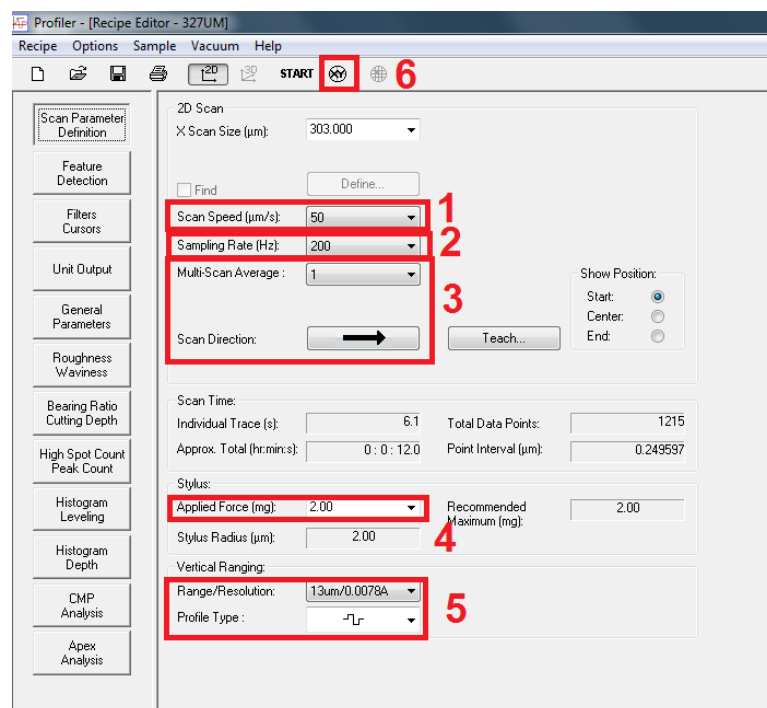 Profiler - [Recipe Editor - 327UM]
Recipe Options Sample Vacuum Help
2D 3D START XY 6
Scan Parameter
Definition
Feature
Detection
Filters
Cursors
Unit Output
General
Parameters
Roughness
Waviness
Bearing Ratio
Cutting Depth
High Spot Count
Peak Count
Histogram
Leveling
Histogram
Depth
CMP
Analysis
Apex
Analysis
2D Scan
X Scan Size (µm): 303.000
Find Define...
Scan Speed (µm/s): 50 1
Sampling Rate (Hz): 200 2
Multi-Scan Average : 1 3
Scan Direction: Teach...
Show Position:
Start:
Center:
End:
Scan Time:
Individual Trace (s): 6.1 Total Data Points: 1215
Approx. Total (hr:min:s): 0 : 0 : 12.0 Point Interval (µm): 0.249597
Stylus:
Applied Force (mg): 2.00 Recommended
Maximum (mg): 2.00
Stylus Radius (µm): 2.00 4
Vertical Ranging:
Range/Resolution: 13um/0.0078A 5
Profile Type :